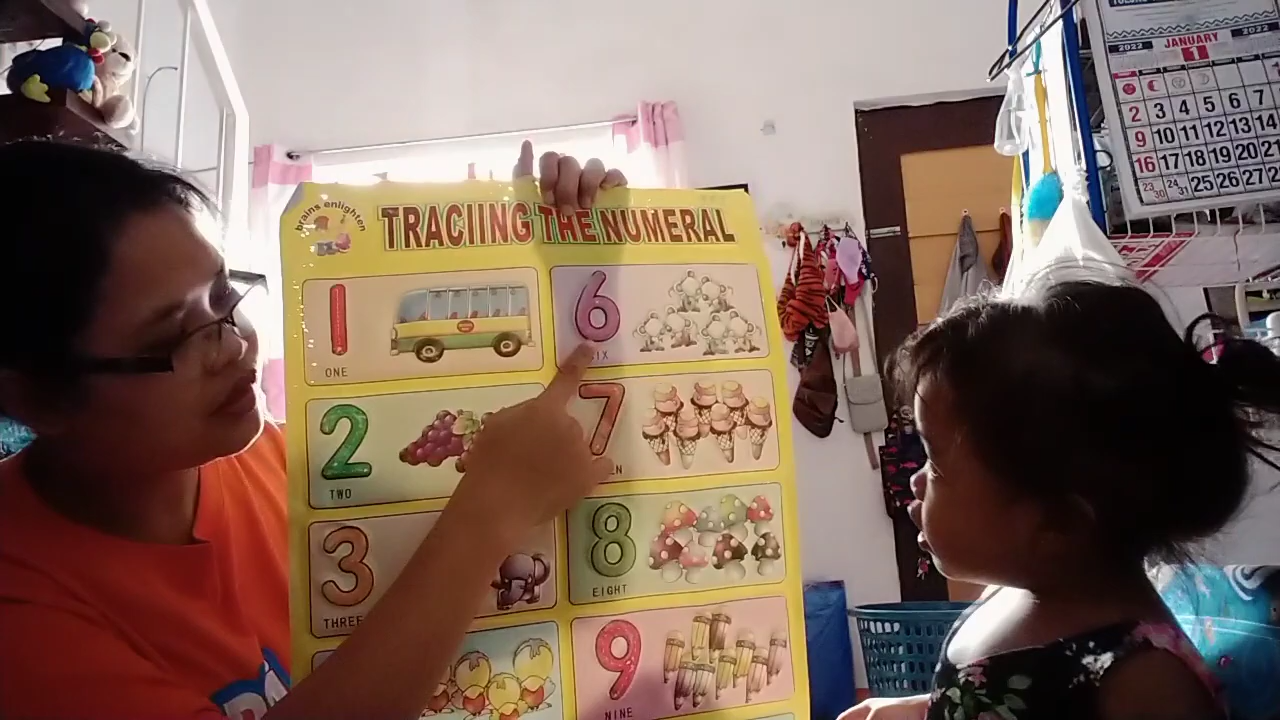 brains enlighten
TRACIING THE NUMERAL
1
ONE
2
TWO
3
THREE
6
7
8
EIGHT
9
NINE
2022 JANUARY 2022
1
2 3 4 5 6 7
9 10 11 12 13 14
16 17 18 19 20 21
23 30 24 31 25 26 27